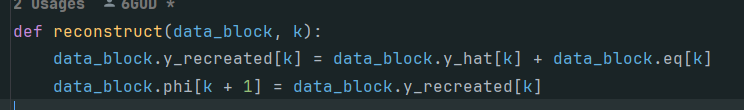 2 usages 6GOD *
def reconstruct(data_block, k):
    data_block.y_recreated[k] = data_block.y_hat[k] + data_block.eq[k]
    data_block.phi[k + 1] = data_block.y_recreated[k]